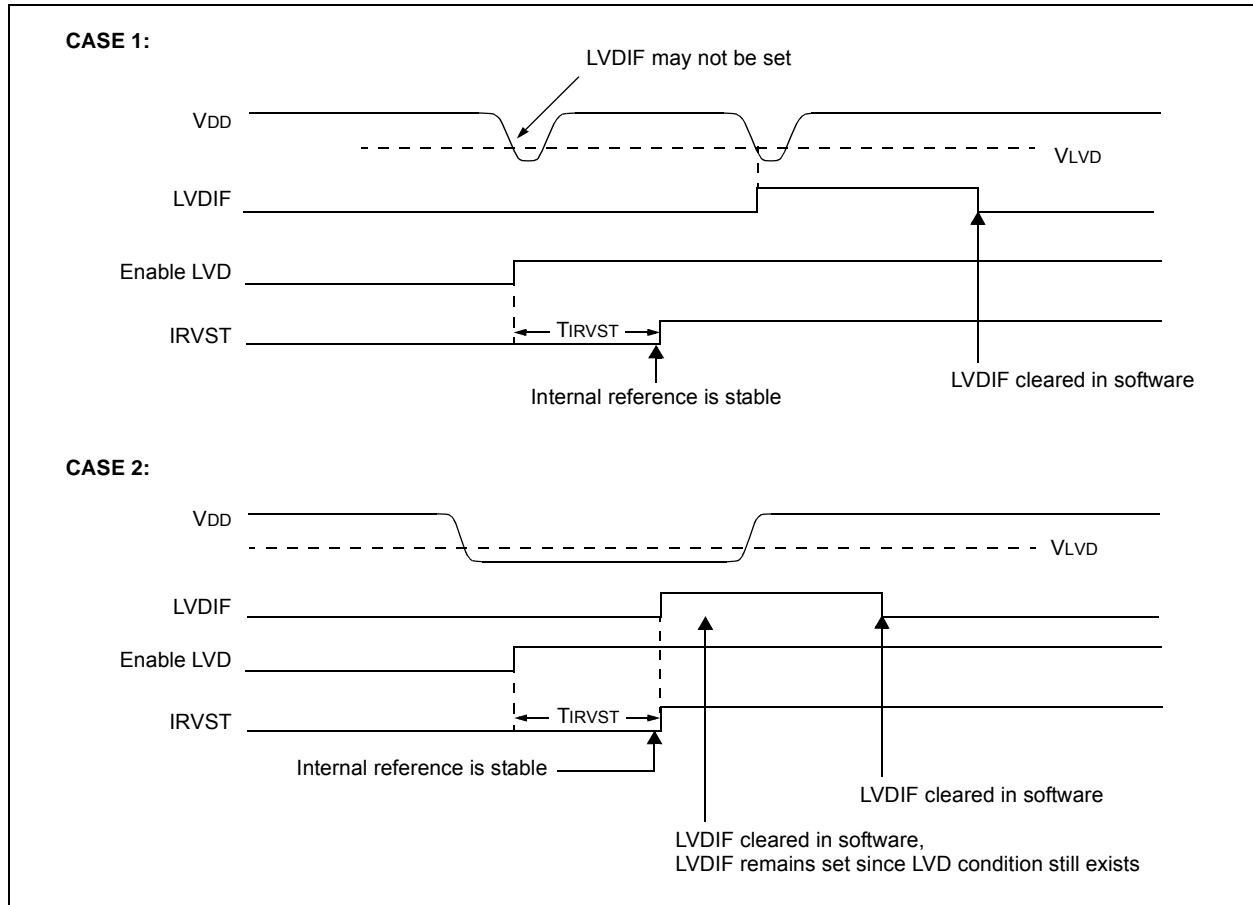 CASE 1:
LVDIF may not be set
VDD
VLVD
LVDIF
Enable LVD
TIRVST
IRVST
Internal reference is stable
LVDIF cleared in software
CASE 2:
VDD
VLVD
LVDIF
Enable LVD
TIRVST
IRVST
Internal reference is stable
LVDIF cleared in software
LVDIF cleared in software,
LVDIF remains set since LVD condition still exists